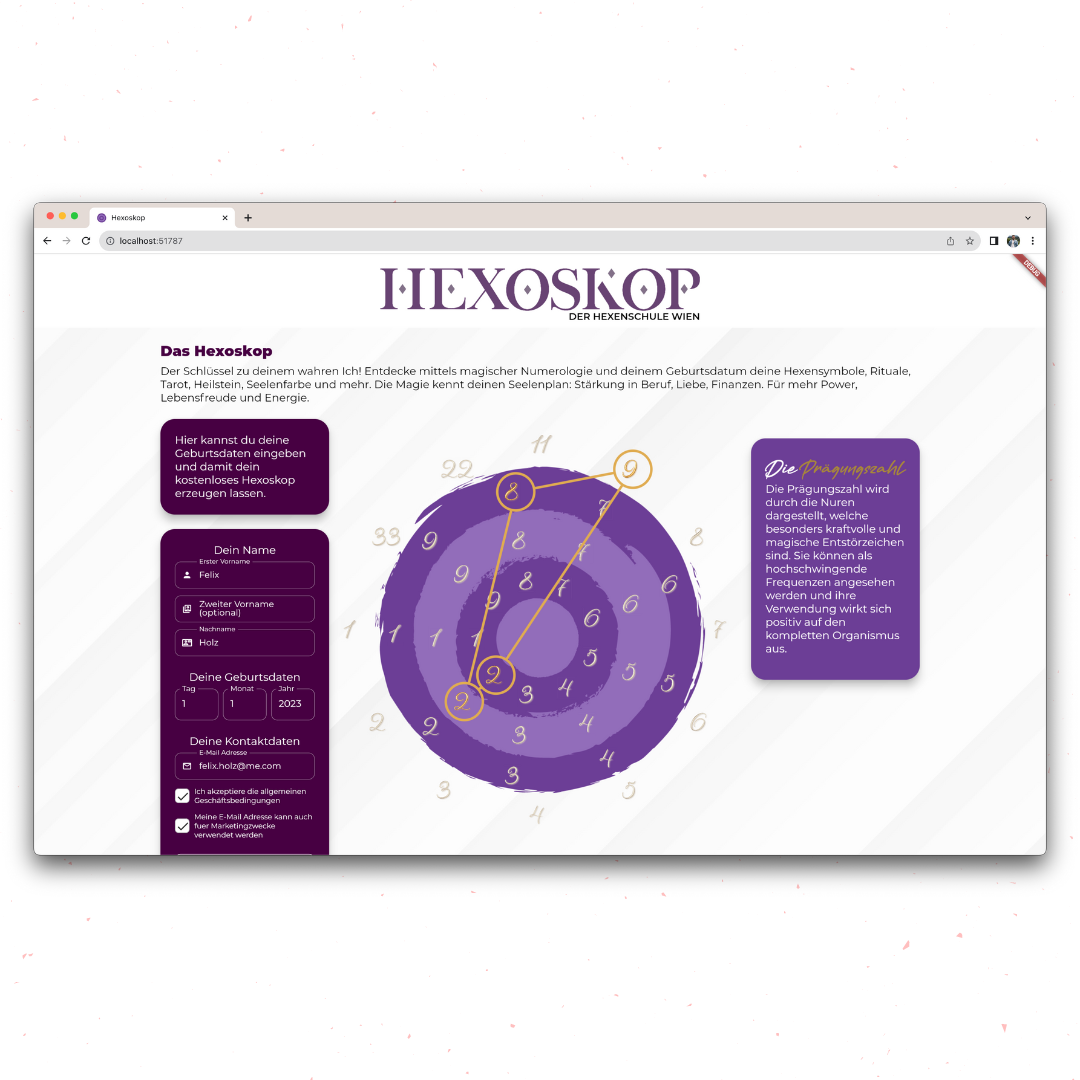 Hexoskop
localhost:51787
DEBUG
HEXOSKOP
DER HEXENSCHULE WIEN
Das Hexoskop
Der Schlüssel zu deinem wahren Ich! Entdecke mittels magischer Numerologie und deinem Geburtsdatum deine Hexensymbole, Rituale,
Tarot, Heilstein, Seelenfarbe und mehr. Die Magie kennt deinen Seelenplan: Stärkung in Beruf, Liebe, Finanzen. Für mehr Power,
Lebensfreude und Energie.
Hier kannst du deine
Geburtsdaten eingeben
und damit dein
kostenloses Hexoskop
erzeugen lassen.
Dein Name
Erster Vorname
Felix
Zweiter Vorname
(optional)
Nachname
Holz
Deine Geburtsdaten
Tag Monat Jahr
1 1 2023
Deine Kontaktdaten
E-Mail Adresse
felix.holz@me.com
Ich akzeptiere die allgemeinen
Geschäftsbedingungen
Meine E-Mail Adresse kann auch
fuer Marketingzwecke
verwendet werden
11
22 9
8 7
33 9 8 7 8
9 8 7 6
9 6 6
1 1 1 1 7
5 5 5
2 2 3 4
2 2 3 4 6
3 4
3 5
4
Die Prägungszahl
Die Prägungszahl wird
durch die Nuren
dargestellt, welche
besonders kraftvolle und
magische Entstörzeichen
sind. Sie können als
hochschwingende
Frequenzen angesehen
werden und ihre
Verwendung wirkt sich
positiv auf den
kompletten Organismus
aus.